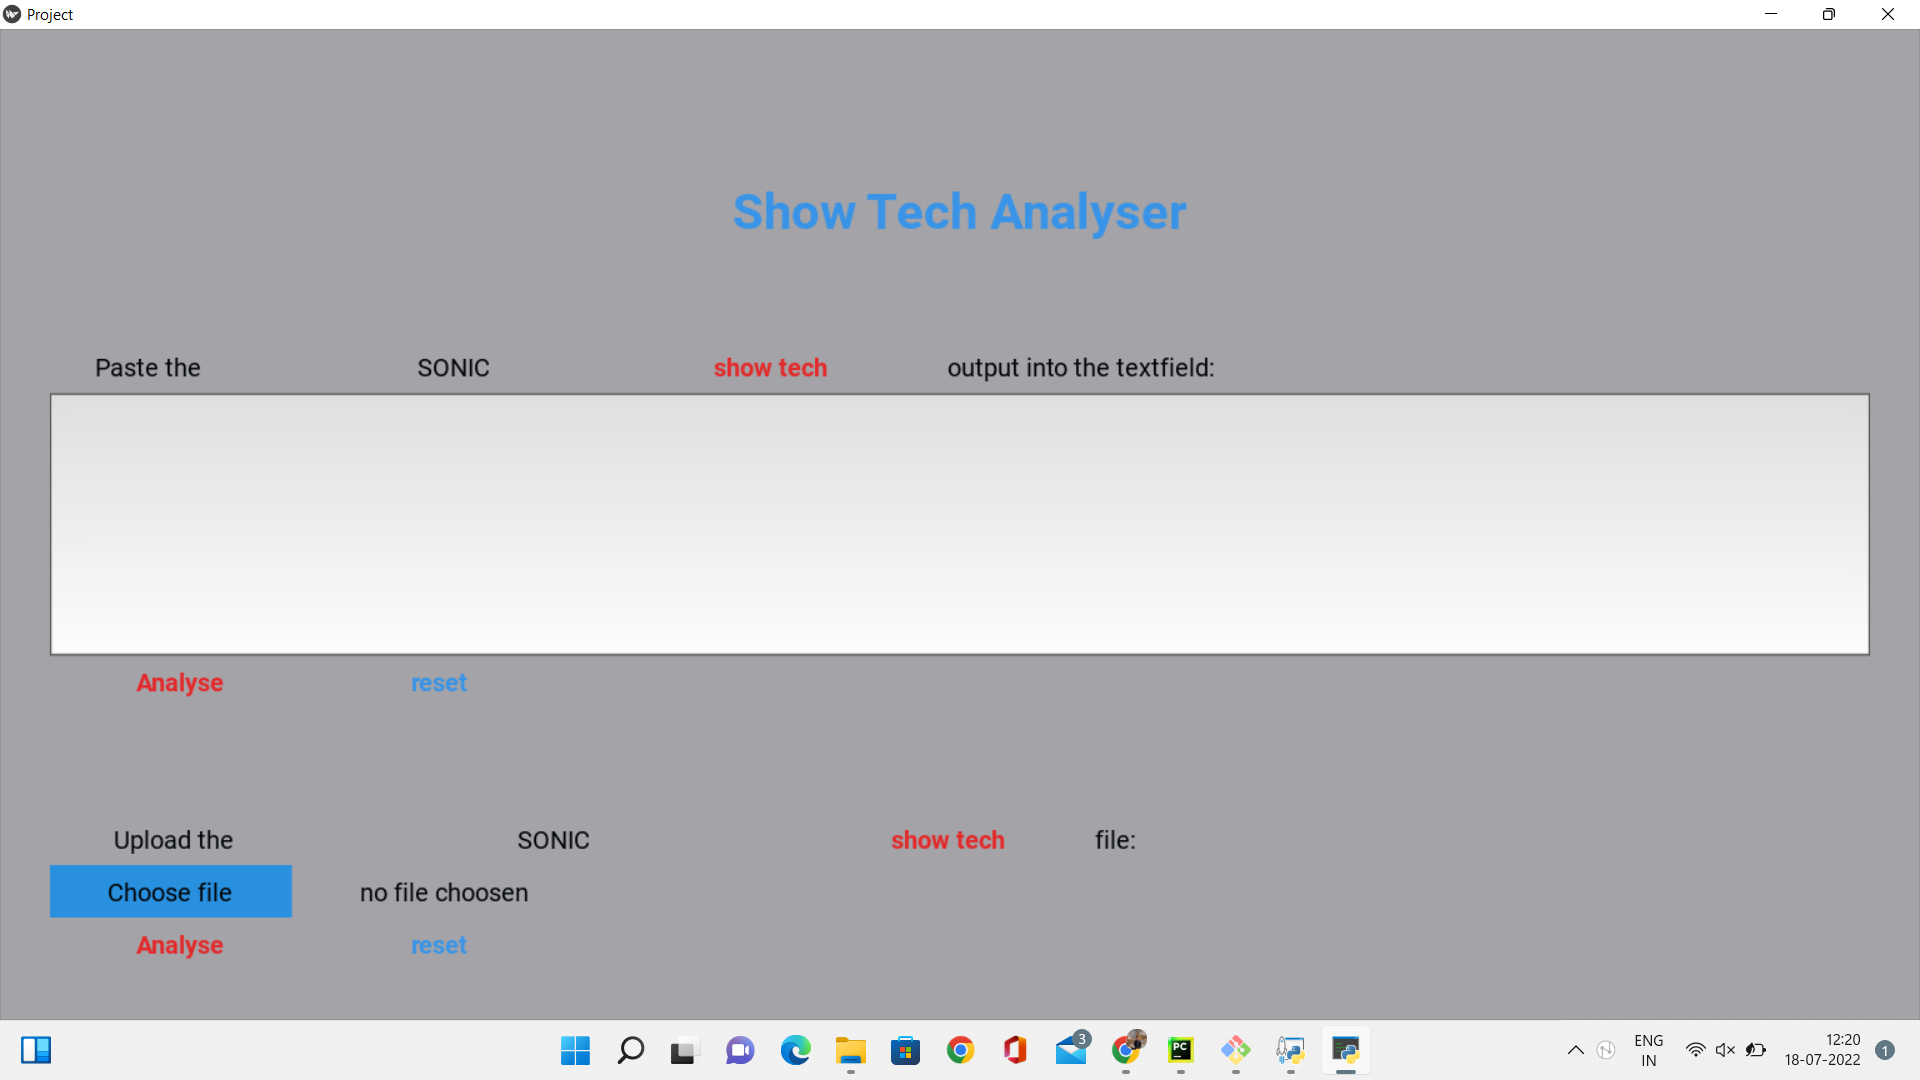 Project
Show Tech Analyser
Paste the SONIC show tech output into the textfield:
Analyse reset
Upload the SONIC show tech file:
Choose file no file choosen
Analyse reset
3
PC
ENG
IN
12:20
18-07-2022
1